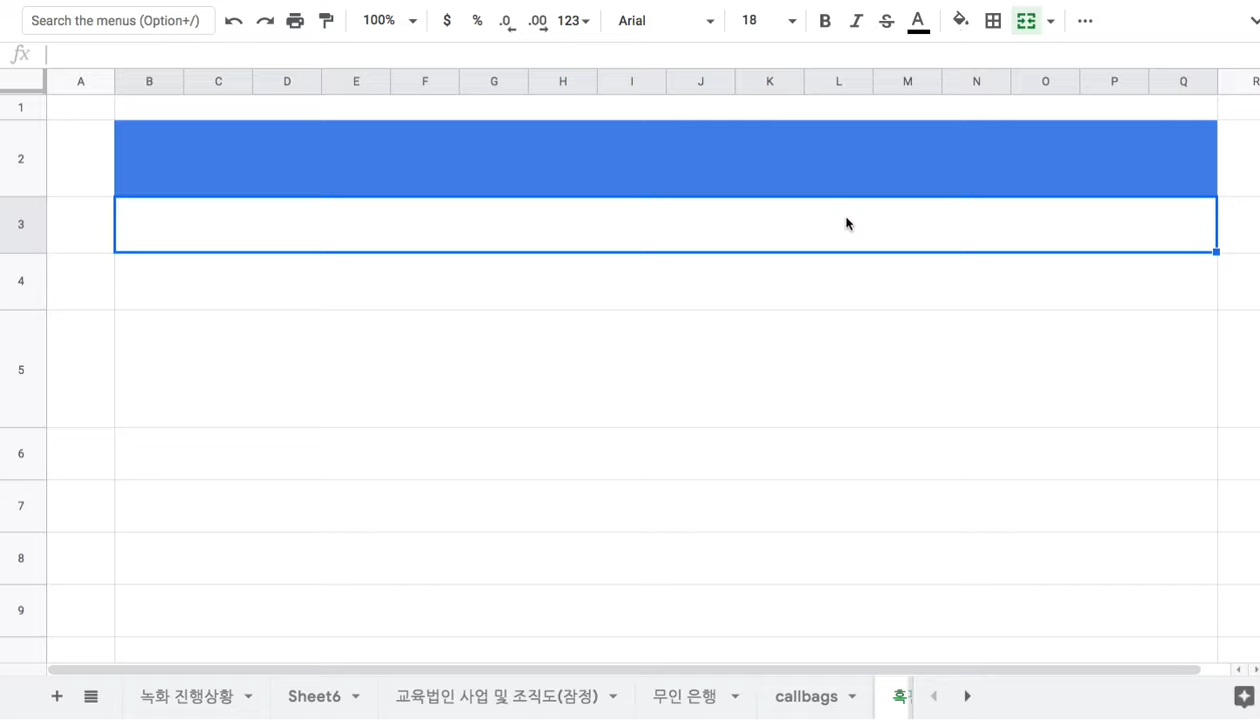 Search the menus (Option+/) 100% $ % .0 .00 123 Arial 18 B I S A
fx
A B C D E F G H I J K L M N O P Q R
1
2
3
4
5
6
7
8
9
녹화 진행상황 Sheet6 교육법인 사업 및 조직도(잠정) 무인 은행 callbags